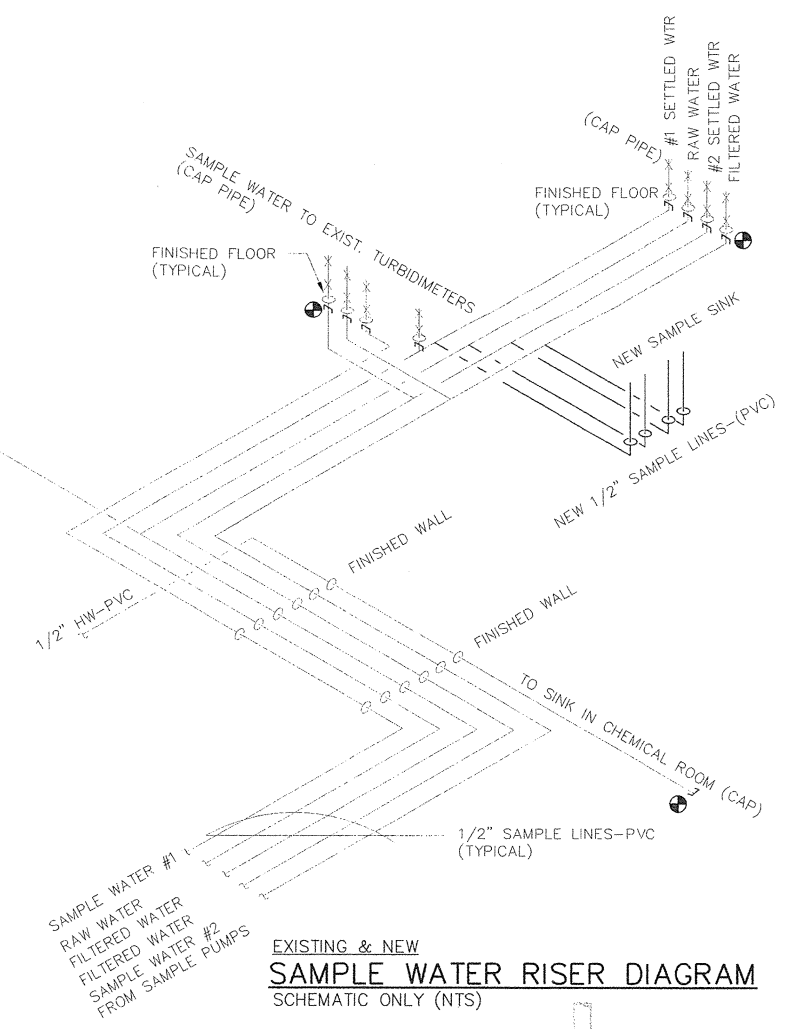 #1 SETTLED WTR
RAW WATER
#2 SETTLED WTR
FILTERED WATER
(CAP PIPE)
FINISHED FLOOR
(TYPICAL)
SAMPLE WATER TO EXIST. TURBIDIMETERS
(CAP PIPE)
FINISHED FLOOR
(TYPICAL)
NEW SAMPLE SINK
NEW 1/2" SAMPLE LINES-(PVC)
FINISHED WALL
1/2" HW-PVC
FINISHED WALL
TO SINK IN CHEMICAL ROOM (CAP)
1/2" SAMPLE LINES-PVC
(TYPICAL)
SAMPLE WATER #1
RAW WATER
FILTERED WATER
FILTERED WATER
SAMPLE WATER #2
FROM SAMPLE PUMPS
EXISTING & NEW
SAMPLE WATER RISER DIAGRAM
SCHEMATIC ONLY (NTS)